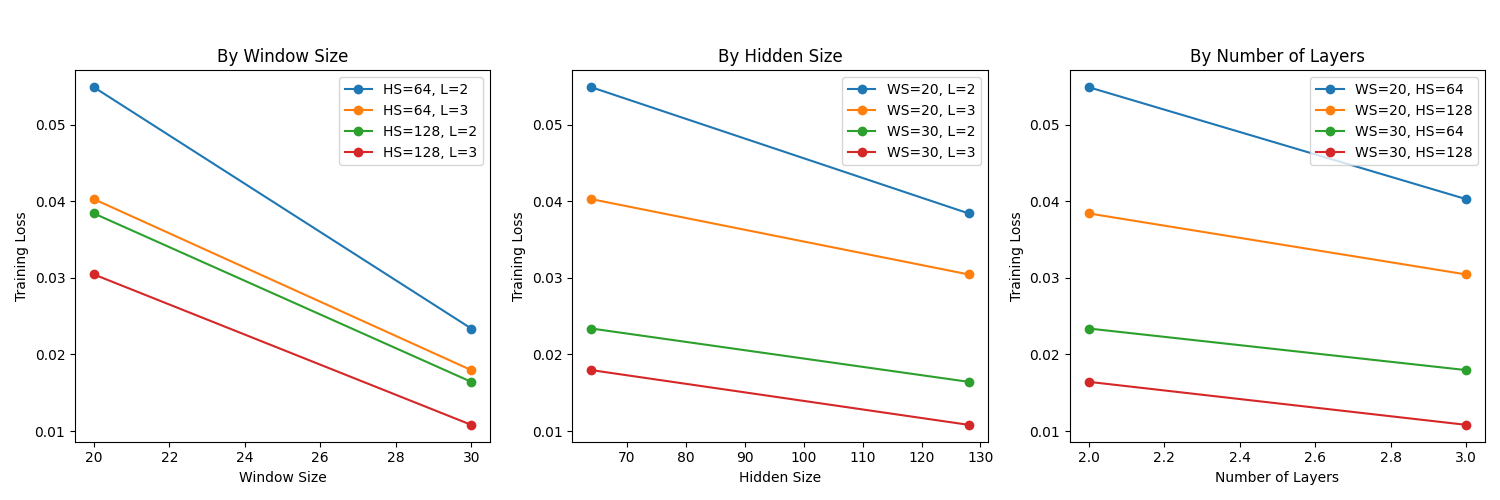 By Window Size
HS=64, L=2
HS=64, L=3
HS=128, L=2
HS=128, L=3
0.05
0.04
0.03
0.02
0.01
Training Loss
20 22 24 26 28 30
Window Size
By Hidden Size
WS=20, L=2
WS=20, L=3
WS=30, L=2
WS=30, L=3
0.05
0.04
0.03
0.02
0.01
Training Loss
70 80 90 100 110 120 130
Hidden Size
By Number of Layers
WS=20, HS=64
WS=20, HS=128
WS=30, HS=64
WS=30, HS=128
0.05
0.04
0.03
0.02
0.01
Training Loss
2.0 2.2 2.4 2.6 2.8 3.0
Number of Layers